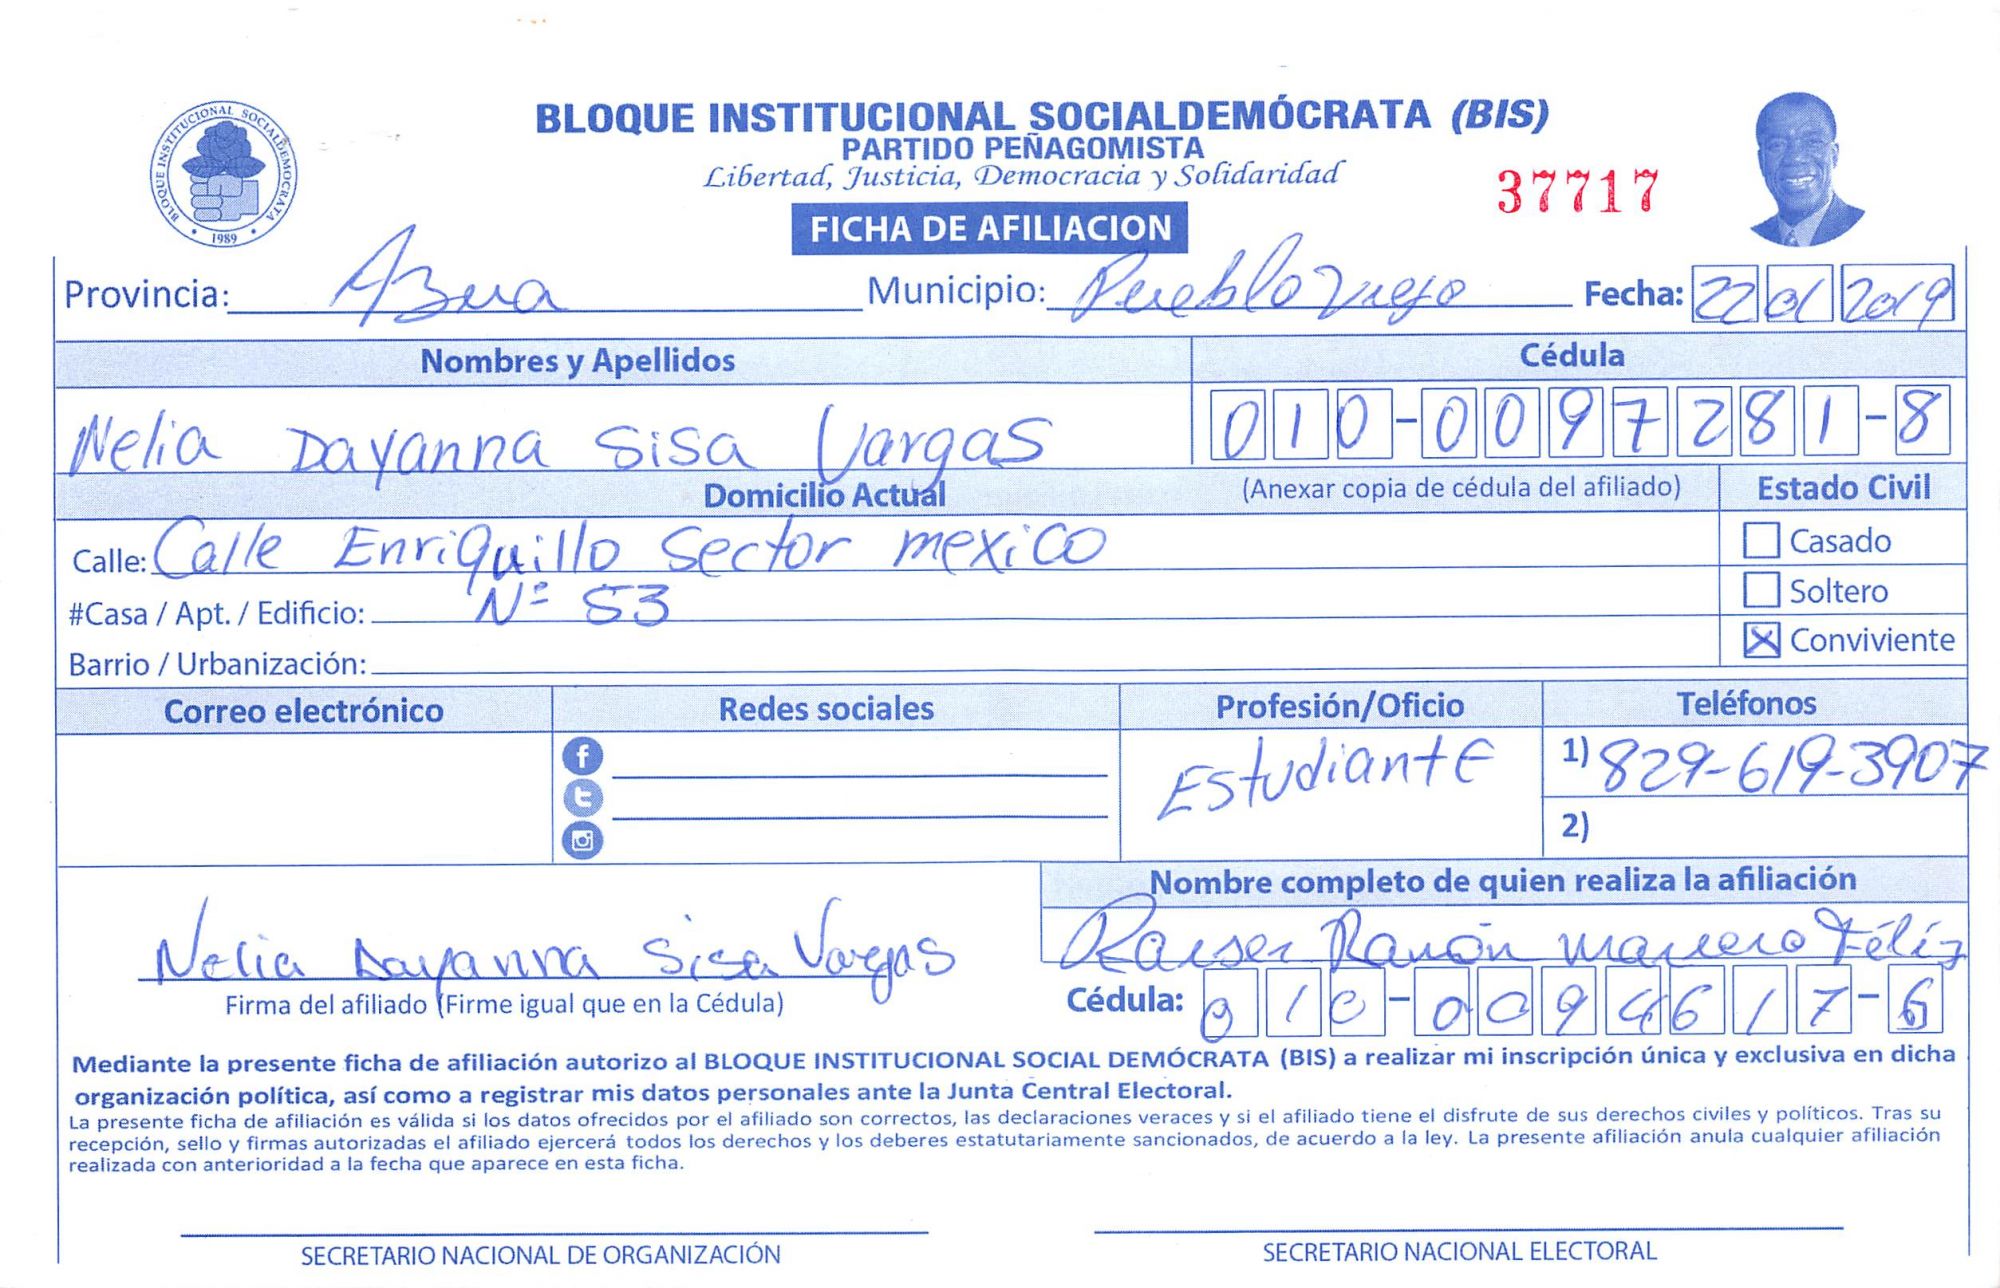 BLOQUE INSTITUCIONAL SOCIALDEMÓCRATA (BIS)
PARTIDO PEÑAGOMISTA
Libertad, Justicia, Democracia y Solidaridad
37717
BLOQUE INSTITUCIONAL SOCIALDEMOCRATA
1989
FICHA DE AFILIACION
Provincia: Azua Municipio: Pueblo Viejo Fecha: 22 01 2019
Nombres y Apellidos Cédula
Nelia Dayanna Sisa Vargas 010-0097281-8
Domicilio Actual (Anexar copia de cédula del afiliado) Estado Civil
Calle: Calle Enriquillo Sector mexico Casado
#Casa / Apt. / Edificio: Nº 53 Soltero
Barrio / Urbanización: X Conviviente
Correo electrónico Redes sociales Profesión/Oficio Teléfonos
Estudiante 1) 829-619-3907
2)
Nombre completo de quien realiza la afiliación
Nelia Dayanna Sisa Vargas Ramón Féliz
Firma del afiliado (Firme igual que en la Cédula) Cédula: 010-0094617-6
Mediante la presente ficha de afiliación autorizo al BLOQUE INSTITUCIONAL SOCIAL DEMÓCRATA (BIS) a realizar mi inscripción única y exclusiva en dicha
organización política, así como a registrar mis datos personales ante la Junta Central Electoral.
La presente ficha de afiliación es válida si los datos ofrecidos por el afiliado son correctos, las declaraciones veraces y si el afiliado tiene el disfrute de sus derechos civiles y políticos. Tras su
recepción, sello y firmas autorizadas el afiliado ejercerá todos los derechos y los deberes estatutariamente sancionados, de acuerdo a la ley. La presente afiliación anula cualquier afiliación
realizada con anterioridad a la fecha que aparece en esta ficha.
SECRETARIO NACIONAL DE ORGANIZACIÓN SECRETARIO NACIONAL ELECTORAL